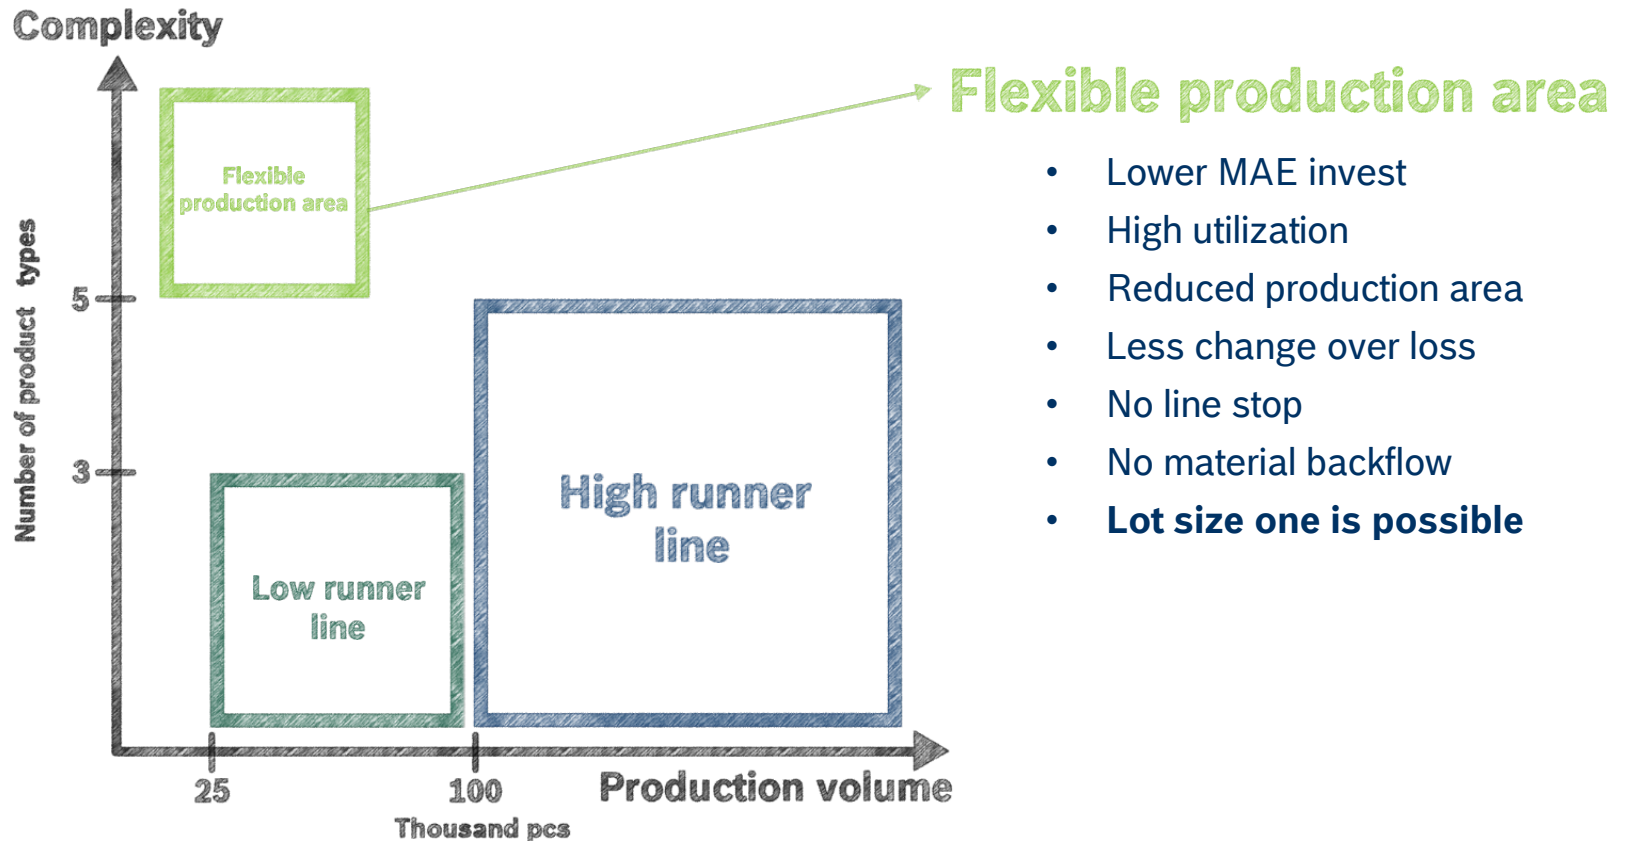 Complexity
Flexible production area
Flexible
production area
• Lower MAE invest
• High utilization
• Reduced production area
• Less change over loss
• No line stop
• No material backflow
• Lot size one is possible
Number of product types
5
3
High runner
line
Low runner
line
25
100
Production volume
Thousand pcs